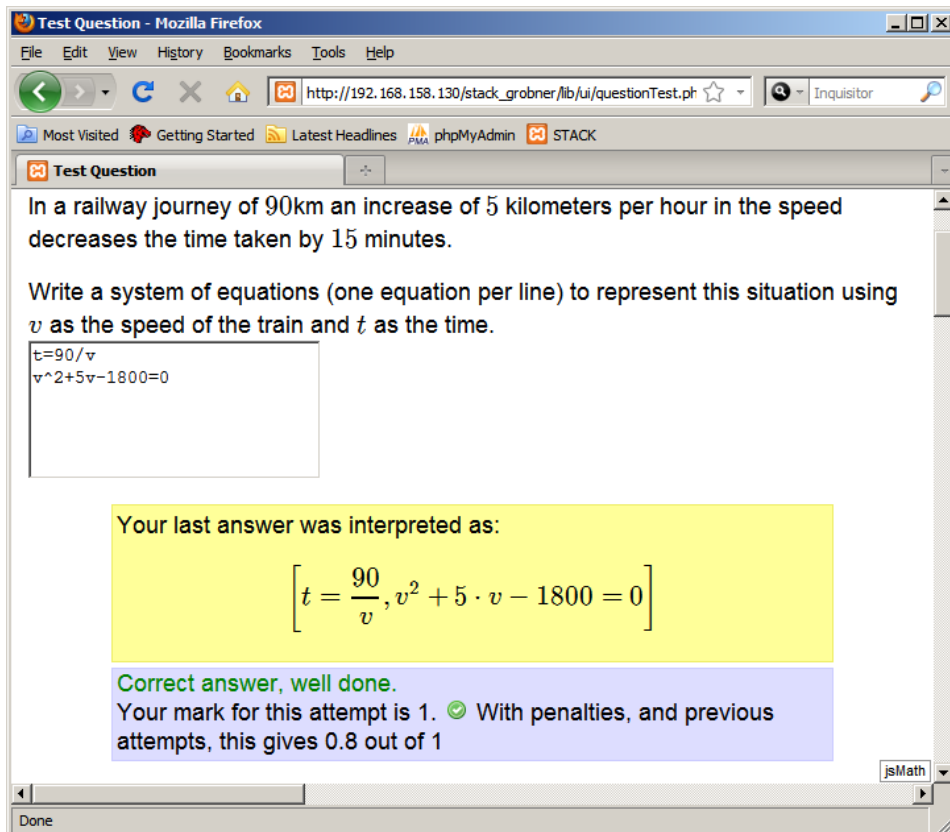 Test Question - Mozilla Firefox
File Edit View History Bookmarks Tools Help
http://192.168.158.130/stack_grobner/lib/ui/questionTest.ph Inquisitor
Most Visited Getting Started Latest Headlines phpMyAdmin STACK
Test Question
In a railway journey of 90km an increase of 5 kilometers per hour in the speed
decreases the time taken by 15 minutes.
Write a system of equations (one equation per line) to represent this situation using
v as the speed of the train and t as the time.
t=90/v
v^2+5v-1800=0
Your last answer was interpreted as:
[t = 90/v, v² + 5 · v − 1800 = 0]
Correct answer, well done.
Your mark for this attempt is 1. With penalties, and previous
attempts, this gives 0.8 out of 1
jsMath
Done